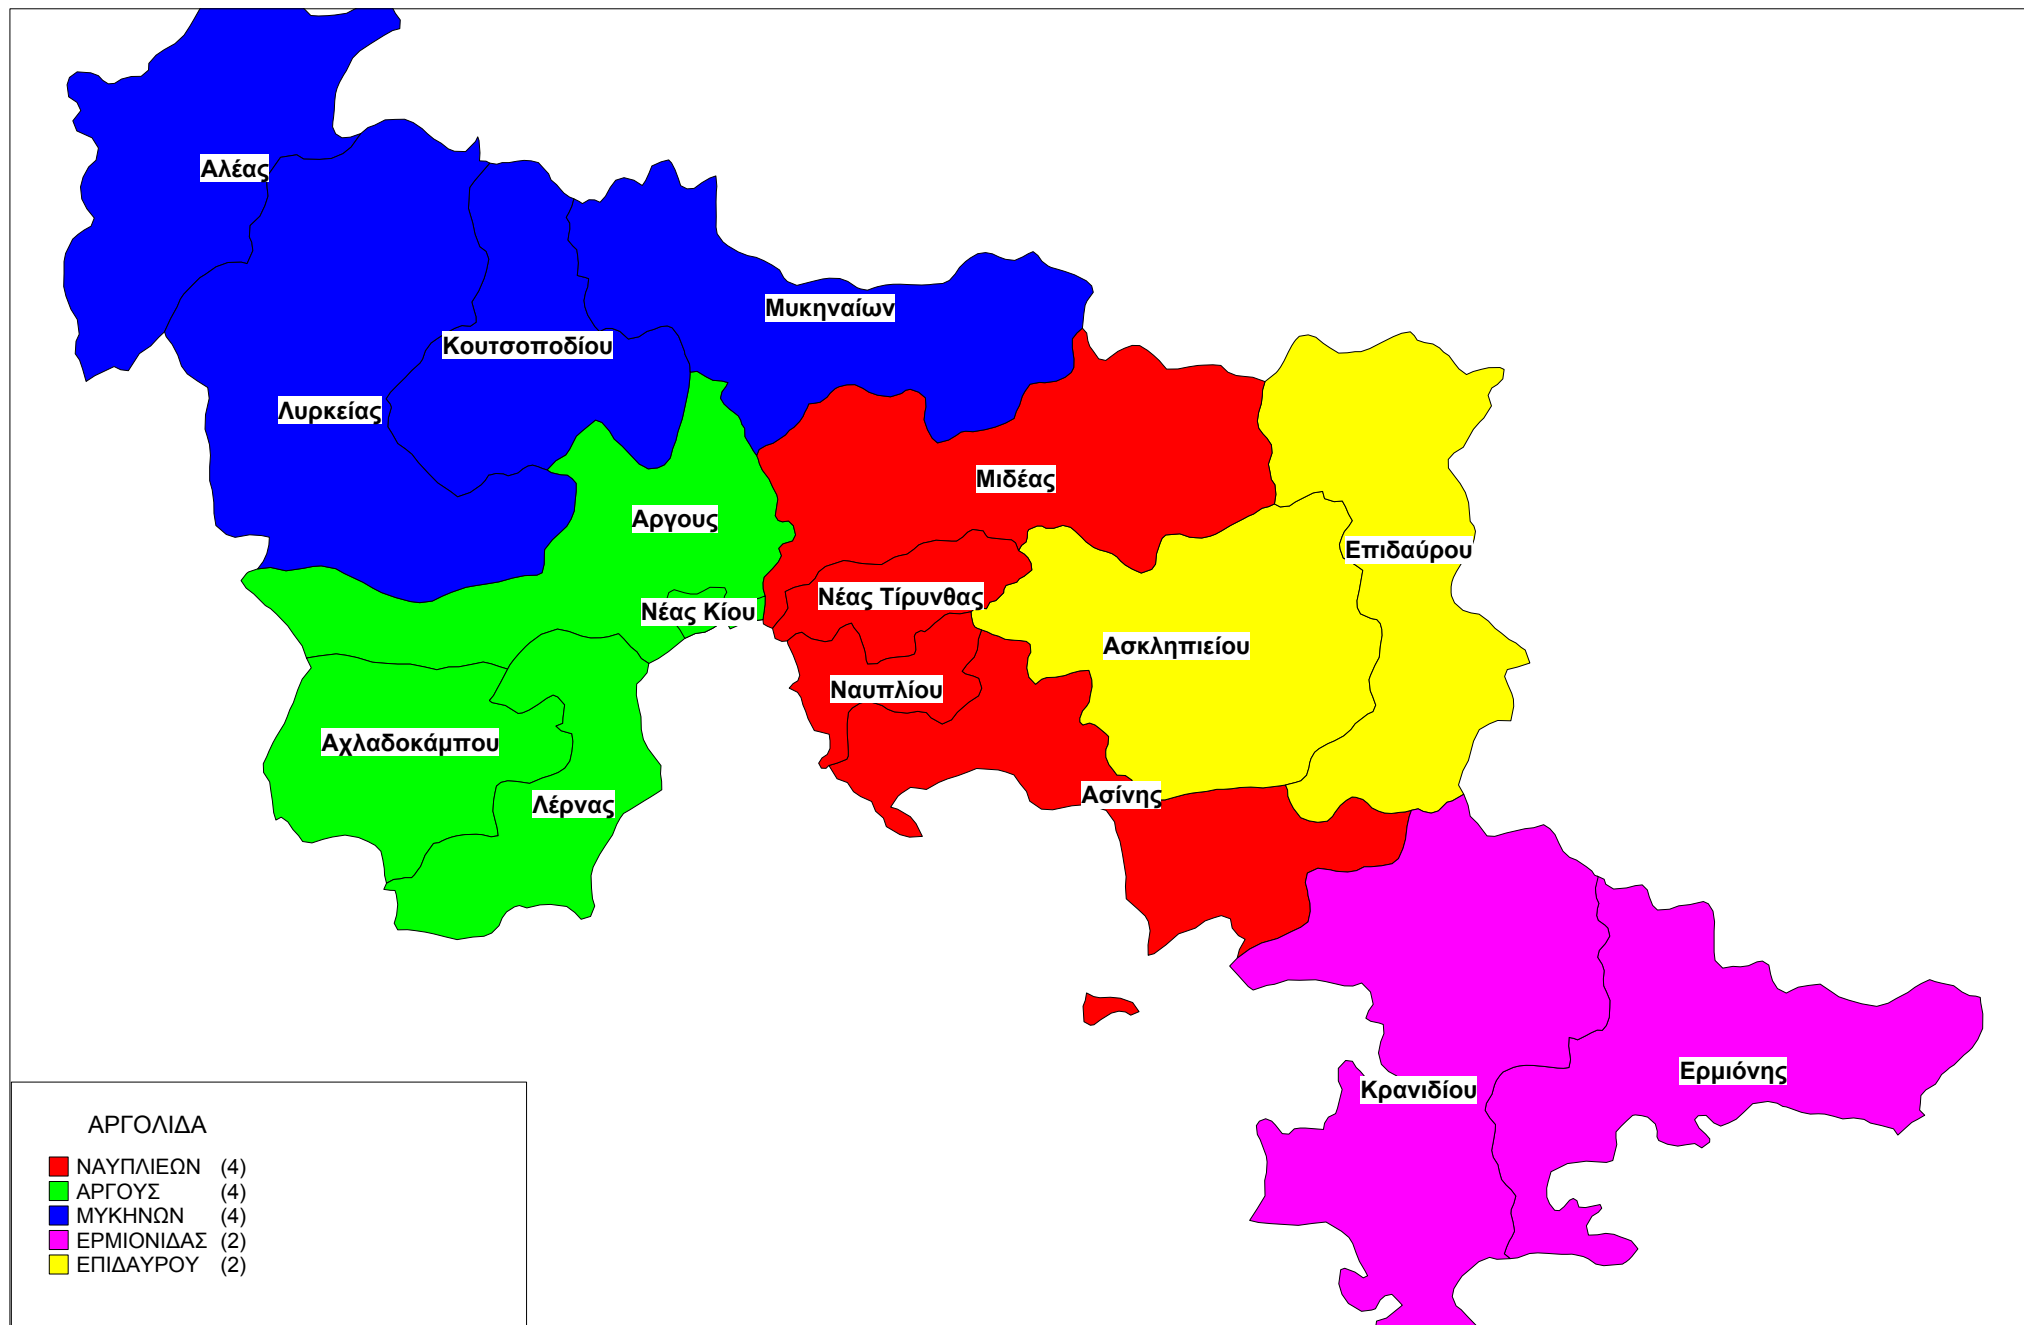 Αλέας
Μυκηναίων
Κουτσοποδίου
Λυρκείας
Μιδέας
Αργους
Επιδαύρου
Νέας Τίρυνθας
Νέας Κίου
Ασκληπιείου
Ναυπλίου
Αχλαδοκάμπου
Ασίνης
Λέρνας
Ερμιόνης
Κρανιδίου
ΑΡΓΟΛΙΔΑ
ΝΑΥΠΛΙΕΩΝ (4)
ΑΡΓΟΥΣ (4)
ΜΥΚΗΝΩΝ (4)
ΕΡΜΙΟΝΙΔΑΣ (2)
ΕΠΙΔΑΥΡΟΥ (2)